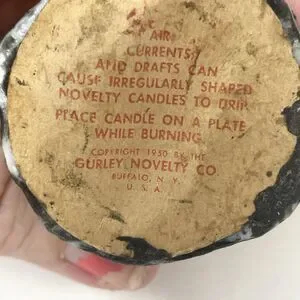 AIR
CURRENTS
AND DRAFTS CAN
CAUSE IRREGULARLY SHAPED
NOVELTY CANDLES TO DRIP.
PLACE CANDLE ON A PLATE
WHILE BURNING
COPYRIGHT 1950 BY THE
GURLEY NOVELTY CO.
BUFFALO, N.Y.
U.S.A.